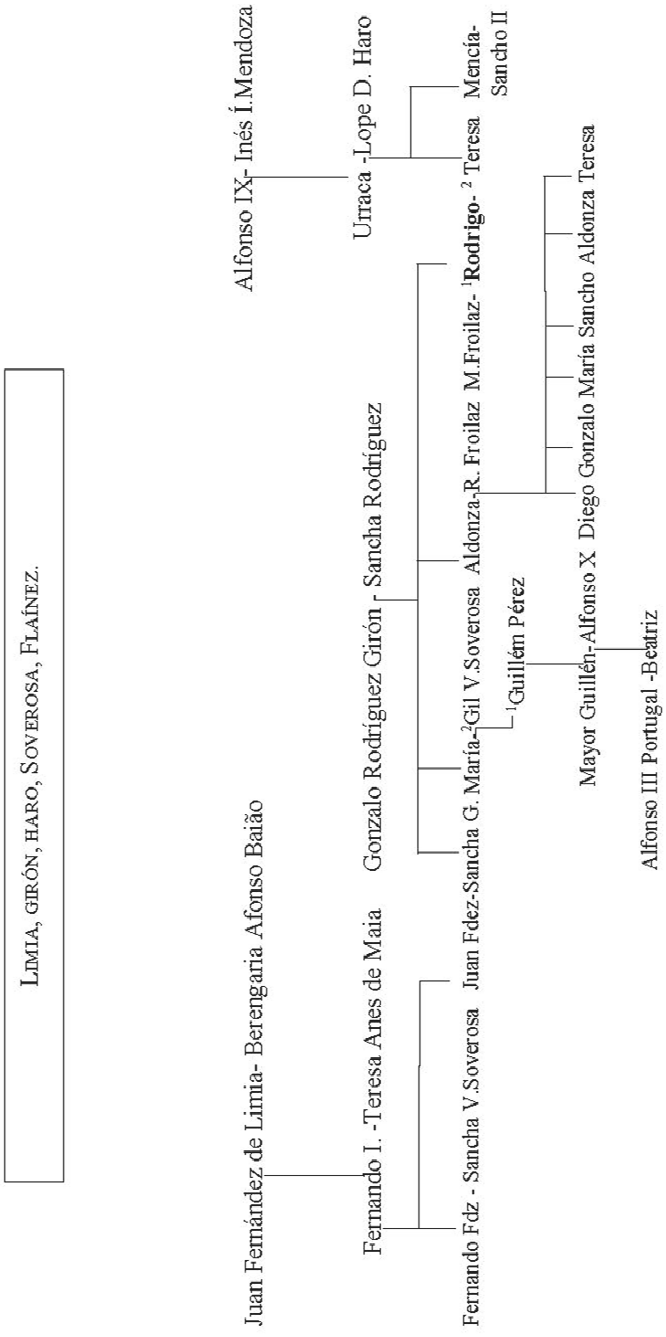 LIMIA, GIRÓN, HARO, SOVEROSA, FLAÍNEZ.
Juan Fernández de Limia- Berengaria Afonso Baião
Alfonso IX- Inés Í.Mendoza
Fernando I. -Teresa Anes de Maia
Gonzalo Rodríguez Girón - Sancha Rodríguez
Urraca -Lope D. Haro
Fernando Fdz - Sancha V.Soverosa
Juan Fdez-Sancha G.
María-²Gil V.Soverosa
Aldonza-R. Froilaz
M.Froilaz- ¹Rodrigo- ² Teresa
Mencía-
Sancho II
¹Guillém Pérez
Mayor Guillén-Alfonso X
Diego Gonzalo María Sancho Aldonza Teresa
Alfonso III Portugal -Beatriz